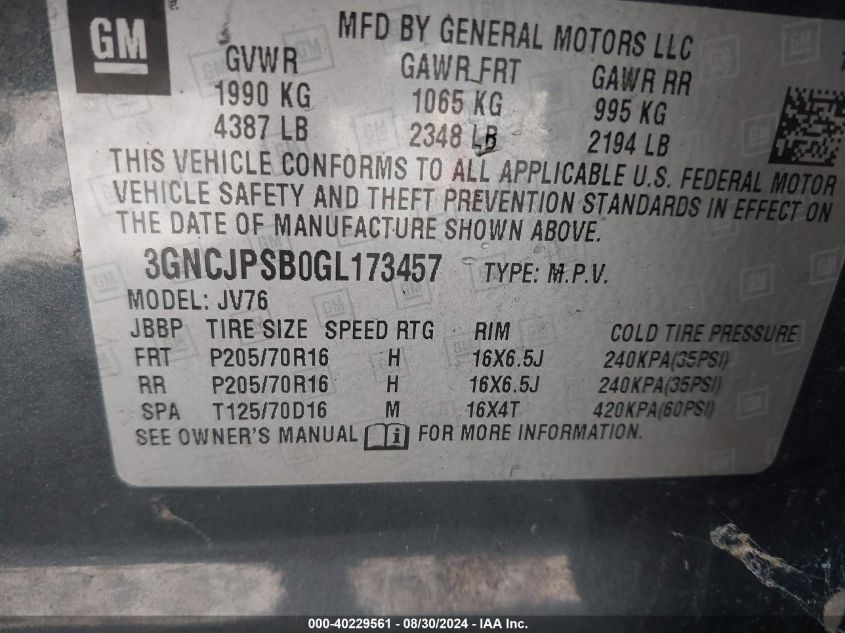 GM
MFD BY GENERAL MOTORS LLC
GVWR GAWR FRT GAWR RR
1990 KG 1065 KG 995 KG
4387 LB 2348 LB 2194 LB
THIS VEHICLE CONFORMS TO ALL APPLICABLE U.S. FEDERAL MOTOR
VEHICLE SAFETY AND THEFT PREVENTION STANDARDS IN EFFECT ON
THE DATE OF MANUFACTURE SHOWN ABOVE.
3GNCJPSB0GL173457 TYPE: M.P.V.
MODEL: JV76
JBBP TIRE SIZE SPEED RTG RIM COLD TIRE PRESSURE
FRT P205/70R16 H 16X6.5J 240KPA(35PSI)
RR P205/70R16 H 16X6.5J 240KPA(35PSI)
SPA T125/70D16 M 16X4T 420KPA(60PSI)
SEE OWNER'S MANUAL i FOR MORE INFORMATION.
000-40229561 - 08/30/2024 - IAA Inc.